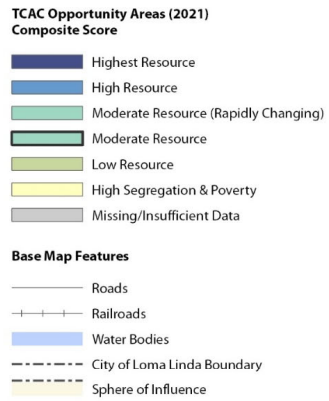 TCAC Opportunity Areas (2021)
Composite Score
Highest Resource
High Resource
Moderate Resource (Rapidly Changing)
Moderate Resource
Low Resource
High Segregation & Poverty
Missing/Insufficient Data
Base Map Features
Roads
Railroads
Water Bodies
City of Loma Linda Boundary
Sphere of Influence